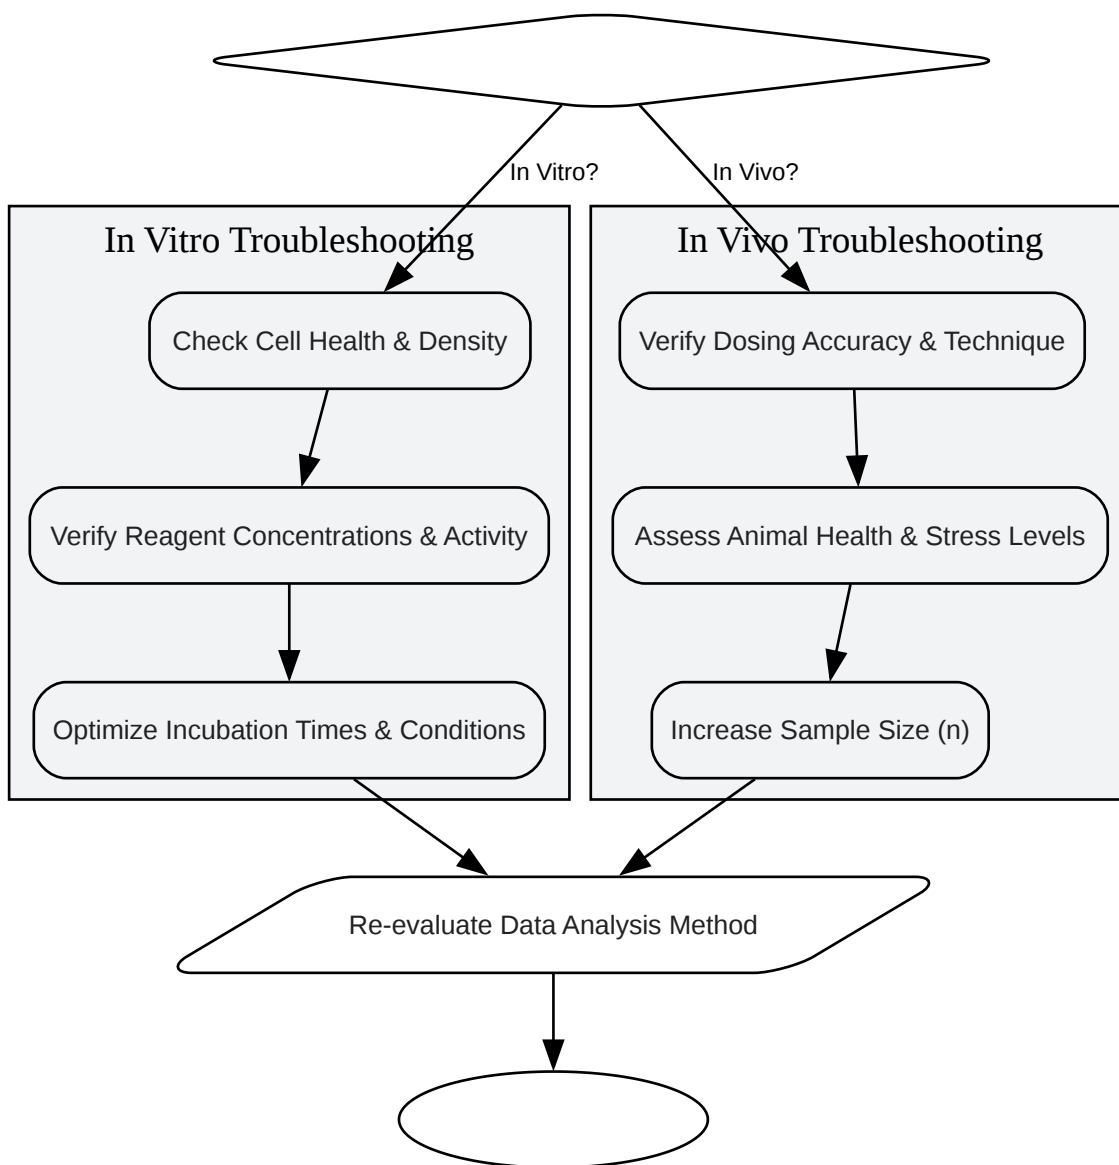 In Vitro?
In Vivo?
In Vitro Troubleshooting
In Vivo Troubleshooting
Check Cell Health & Density
Verify Dosing Accuracy & Technique
Verify Reagent Concentrations & Activity
Assess Animal Health & Stress Levels
Optimize Incubation Times & Conditions
Increase Sample Size (n)
Re-evaluate Data Analysis Method